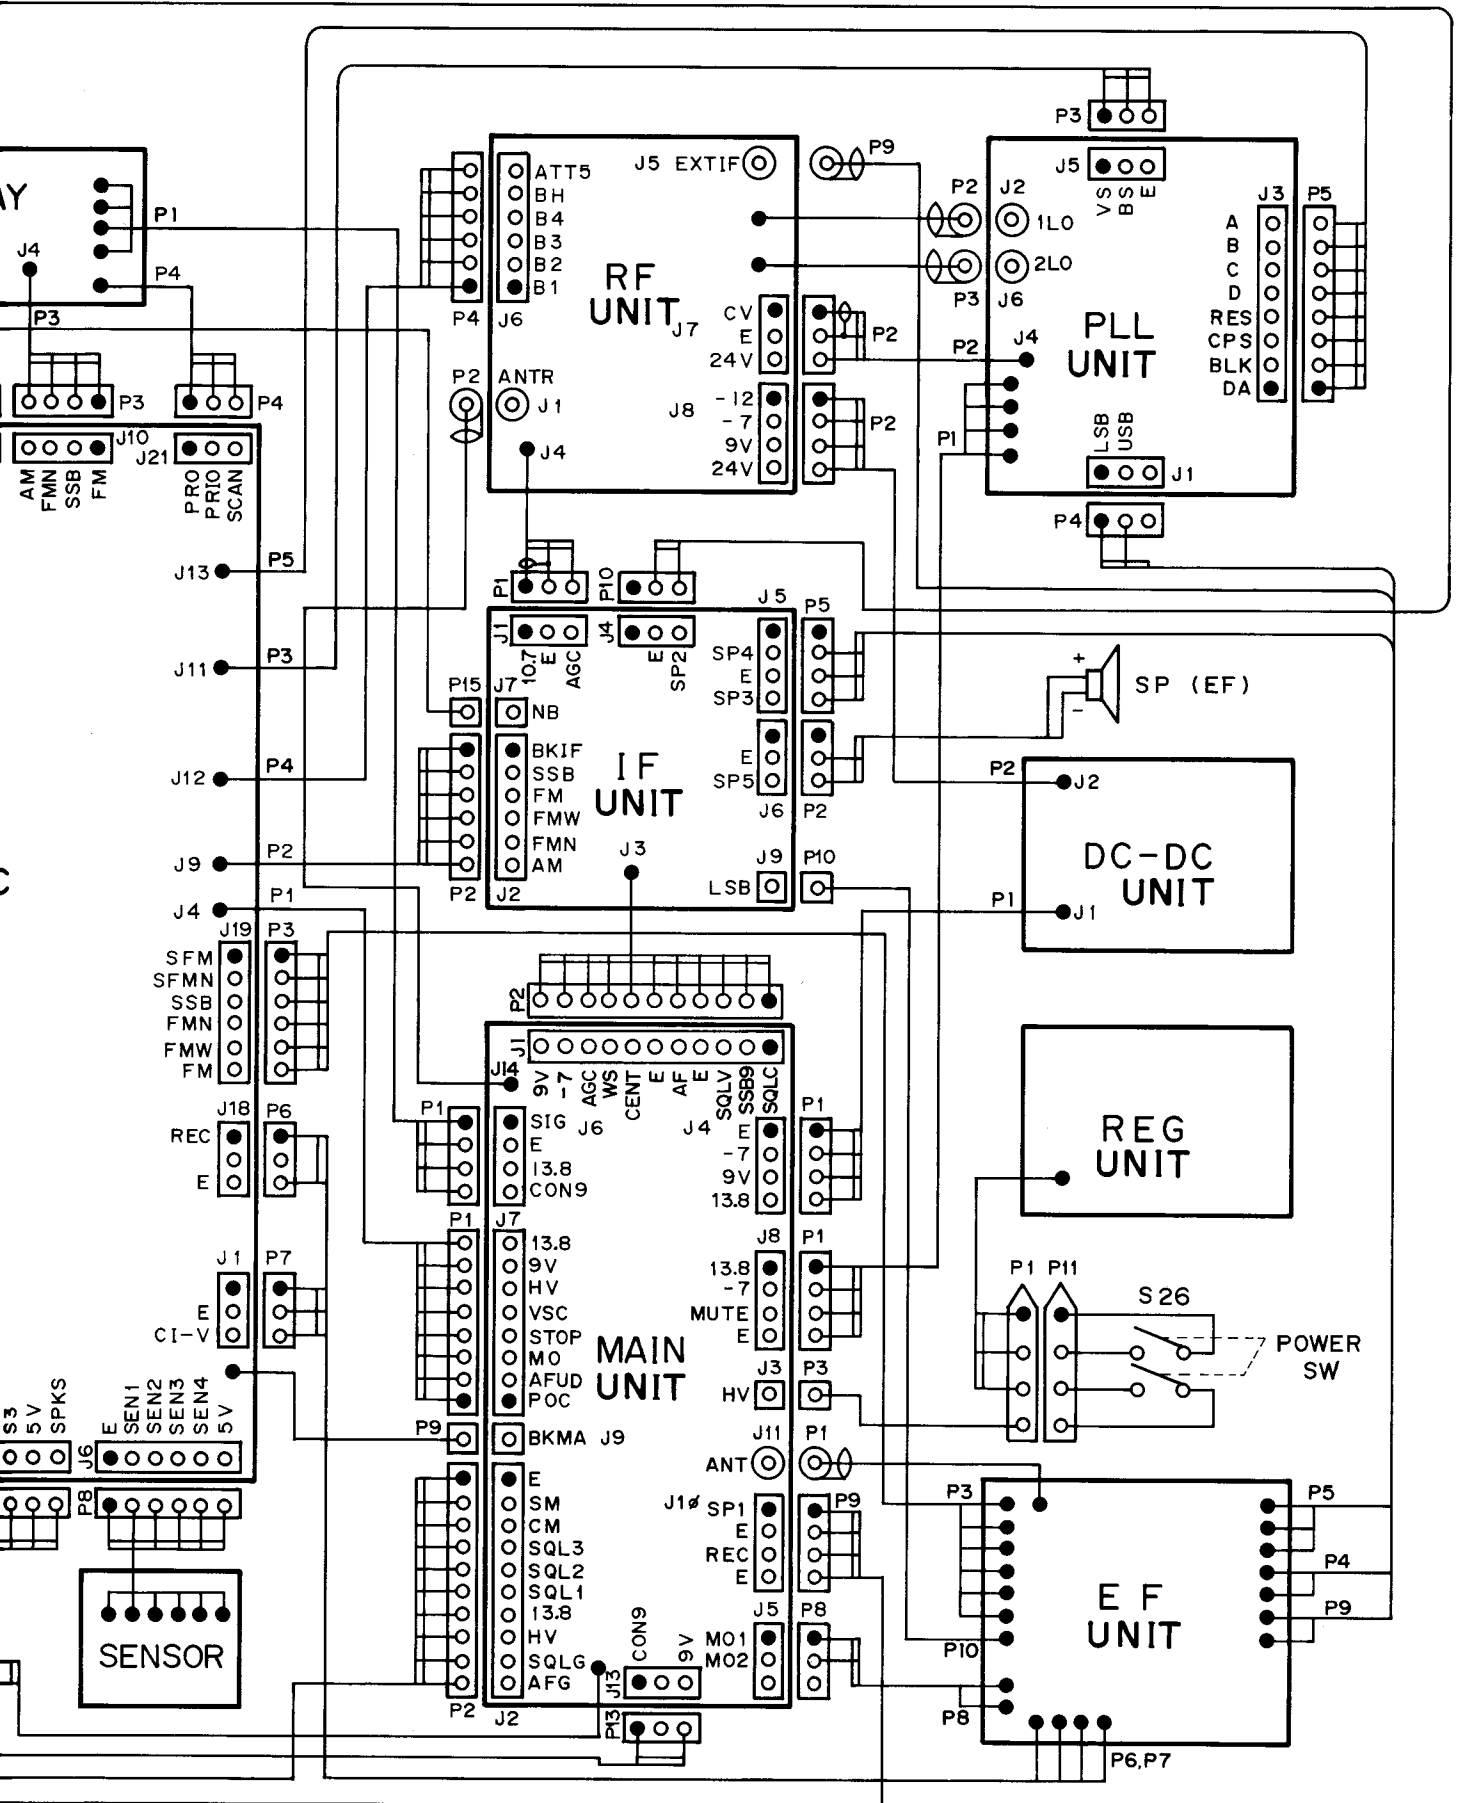 P3
J5
VS
BS
E
AY
P1
J4
P4
P3
P3
P4
J10
J21
AM
FMN
SSB
FM
PRO
PRIO
SCAN
ATT5
BH
B4
B3
B2
B1
P4
J6
J5 EXTIF
P9
RF
UNIT
J7
CV
E
24V
P2
P2
ANTR
J1
J4
J8
-12
-7
9V
24V
P2
P2
J2
1LO
2LO
P3
J6
PLL
UNIT
P2
J4
P1
J3
P5
A
B
C
D
RES
CPS
BLK
DA
LSB
USB
J1
P4
J13
P5
J11
P3
J12
P4
J9
P2
J4
P1
C
P1
P10
J1
J4
10.7
E
AGC
E
SP2
J5
P5
SP4
E
SP3
P15
J7
NB
BKIF
SSB
FM
FMW
FMN
AM
P2
J2
IF
UNIT
E
SP5
J6
P2
J3
J9
P10
LSB
+
-
SP (EF)
P2
J2
DC-DC
UNIT
P1
J1
J19
P3
SFM
SFMN
SSB
FMN
FMW
FM
J18
P6
REC
E
J1
P7
E
CI-V
S3
5V
SPKS
E
SEN1
SEN2
SEN3
SEN4
5V
J6
P8
SENSOR
P2
J1
J14
9V
-7
AGC
WS
CENT
E
AF
E
SQLV
SSB9
SQLC
P1
SIG
J6
E
13.8
CON9
P1
J7
13.8
9V
HV
VSC
STOP
MO
AFUD
POC
MAIN
UNIT
P9
BKMA J9
E
SM
CM
SQL3
SQL2
SQL1
13.8
HV
SQLG
AFG
P2
J2
J4
P1
E
-7
9V
13.8
J8
P1
13.8
-7
MUTE
E
J3
P3
HV
J11
P1
ANT
J1ø
SP1
P9
E
REC
E
J5
P8
MO1
MO2
CON9
9V
J13
P13
REG
UNIT
P1
P11
S26
POWER
SW
P3
P5
P4
P9
EF
UNIT
P10
P8
P6,P7